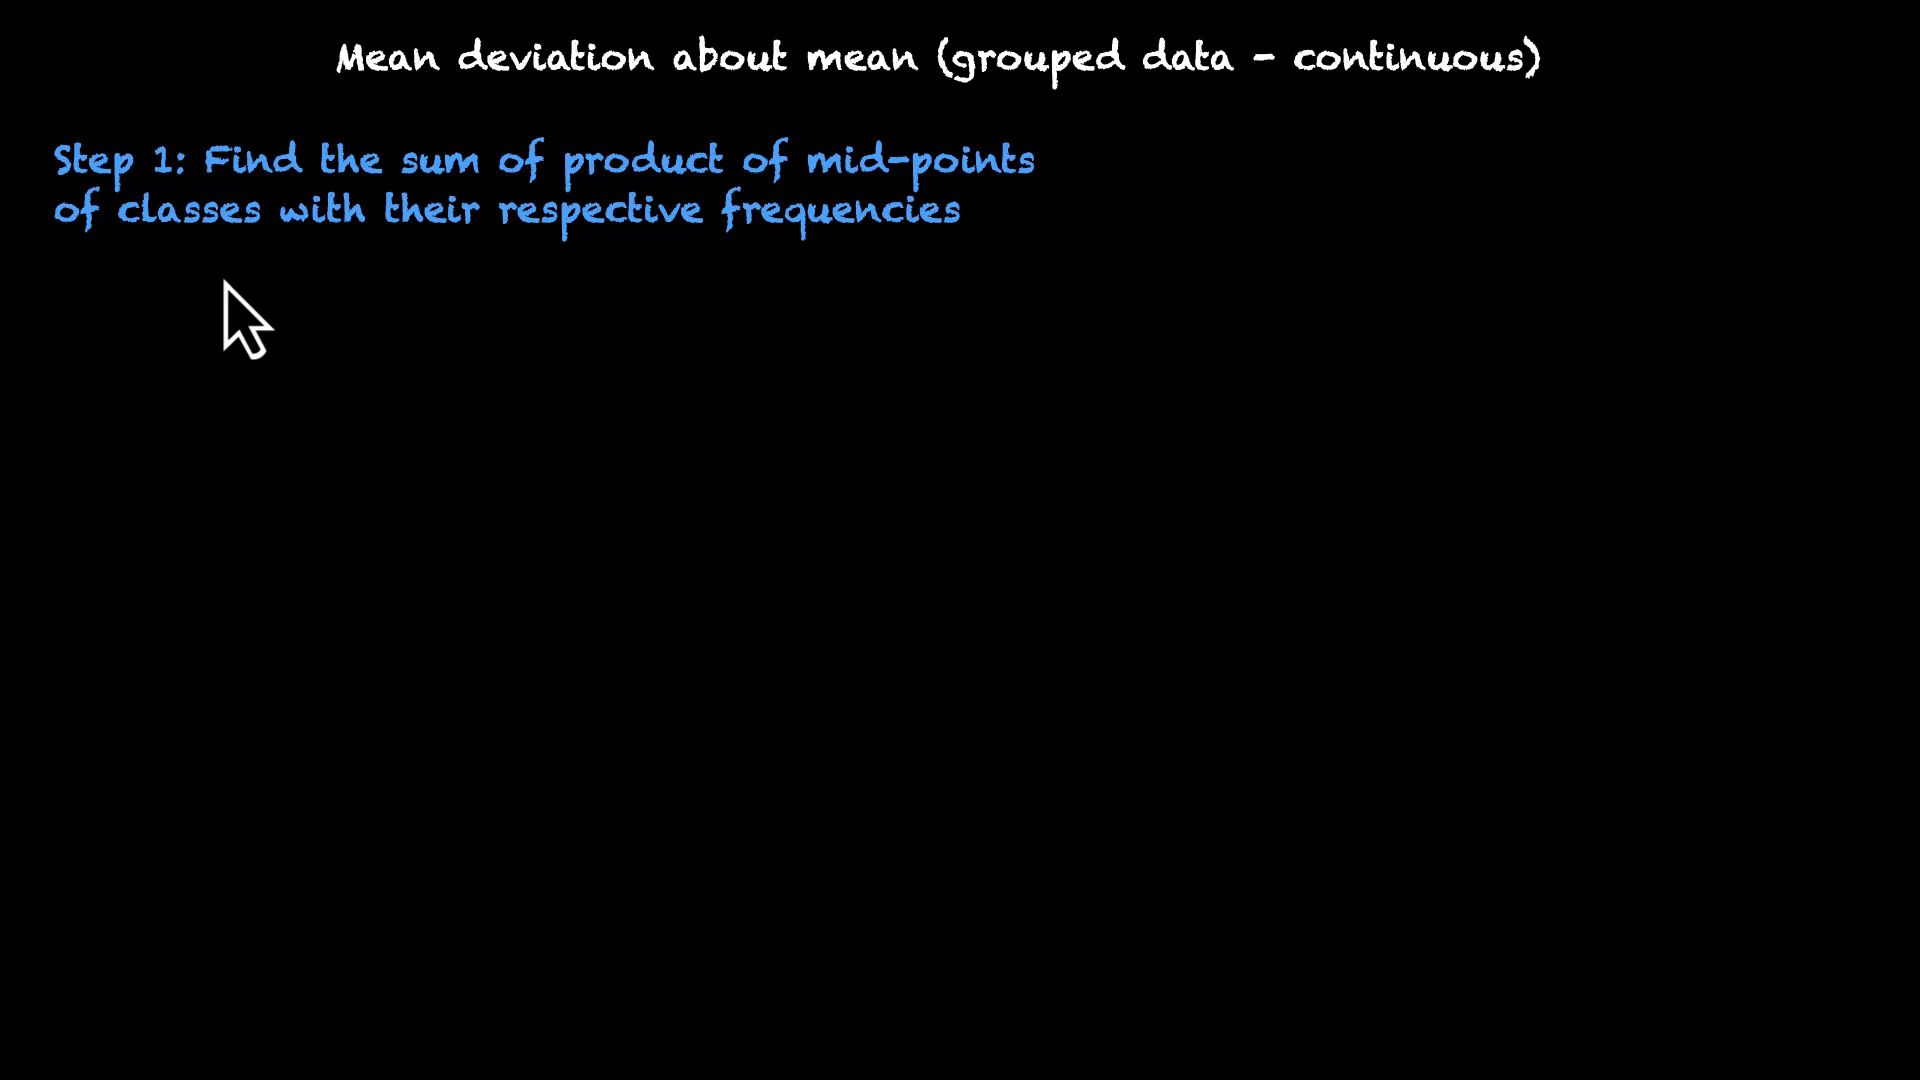 Mean deviation about mean (grouped data - continuous)
Step 1: Find the sum of product of mid-points
of classes with their respective frequencies